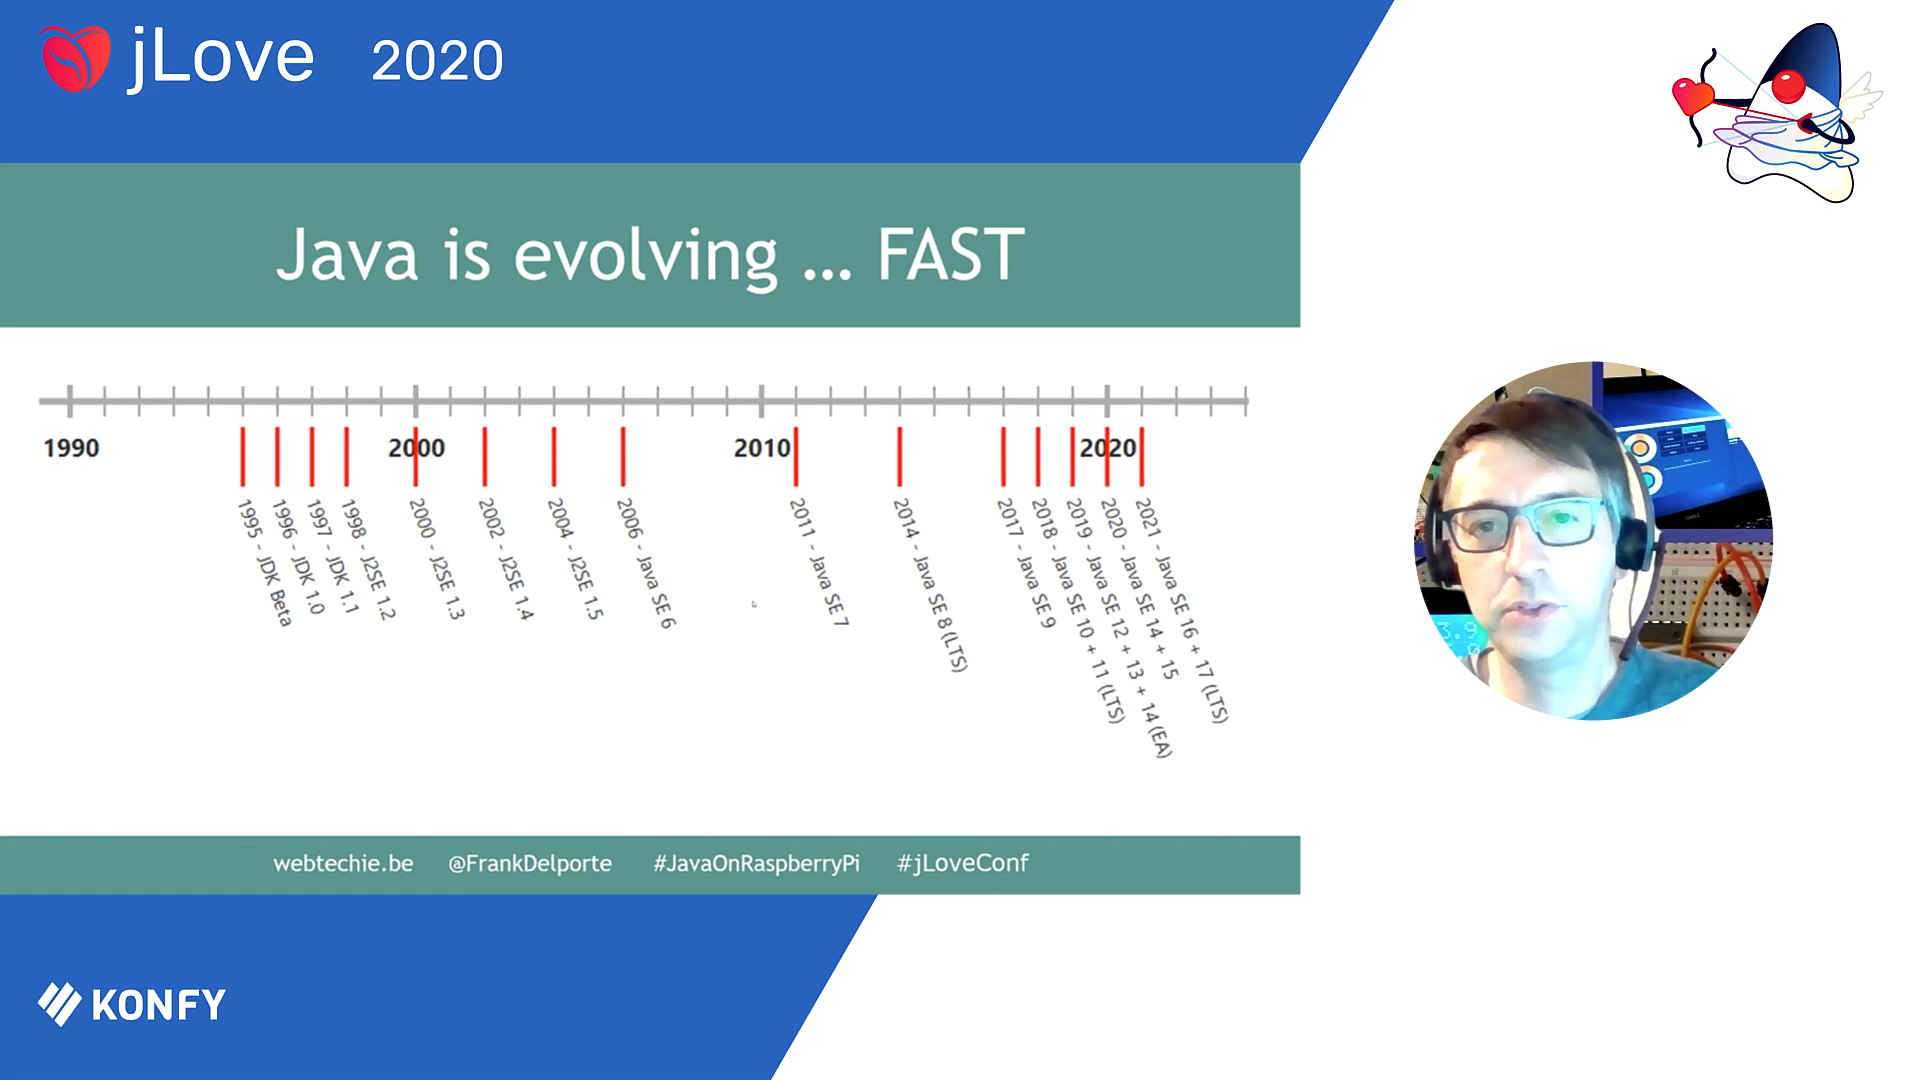 jLove 2020
Java is evolving ... FAST
1990
2000
2010
2020
1995 - JDK Beta
1996 - JDK 1.0
1997 - JDK 1.1
1998 - J2SE 1.2
2000 - J2SE 1.3
2002 - J2SE 1.4
2004 - J2SE 1.5
2006 - Java SE 6
2011 - Java SE 7
2014 - Java SE 8 (LTS)
2017 - Java SE 9
2018 - Java SE 10 + 11 (LTS)
2019 - Java SE 12 + 13 + 14 (EA)
2020 - Java SE 14 + 15
2021 - Java SE 16 + 17 (LTS)
webtechie.be @FrankDelporte #JavaOnRaspberryPi #jLoveConf
KONFY